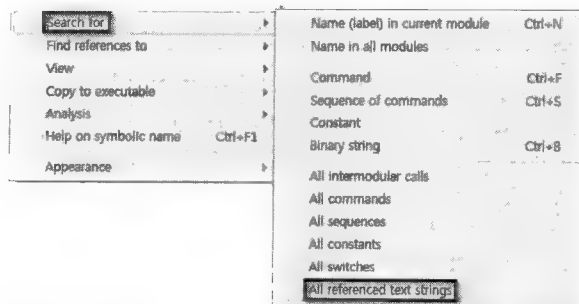 Search for
Find references to
View
Copy to executable
Analysis
Help on symbolic name Ctrl+F1
Appearance
Name (label) in current module Ctrl+N
Name in all modules
Command Ctrl+F
Sequence of commands Ctrl+S
Constant
Binary string Ctrl+B
All intermodular calls
All commands
All sequences
All constants
All switches
All referenced text strings